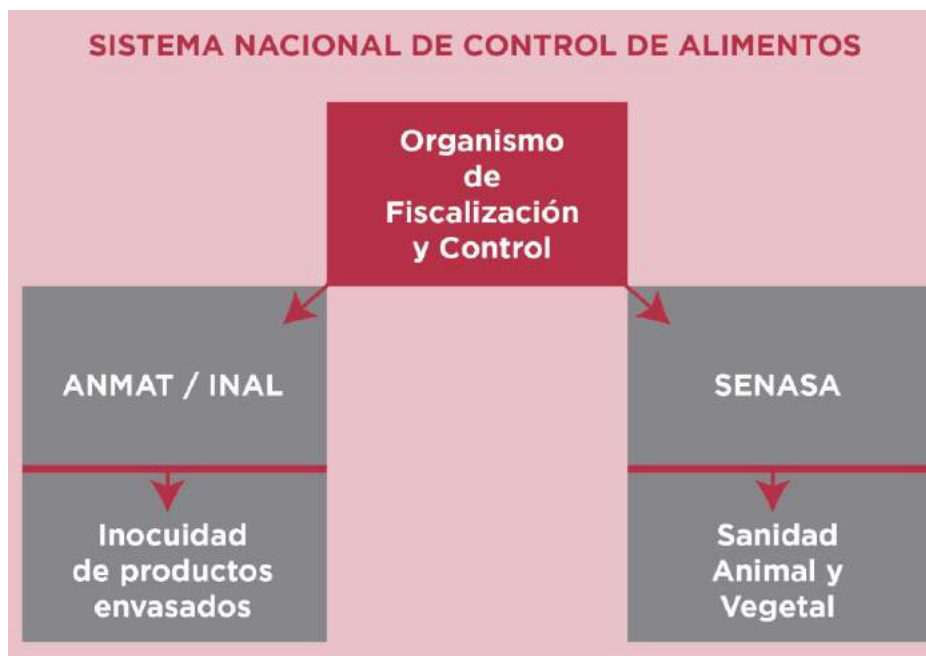 SISTEMA NACIONAL DE CONTROL DE ALIMENTOS
Organismo
de
Fiscalización
y Control
ANMAT / INAL
SENASA
Inocuidad
de productos
envasados
Sanidad
Animal y
Vegetal